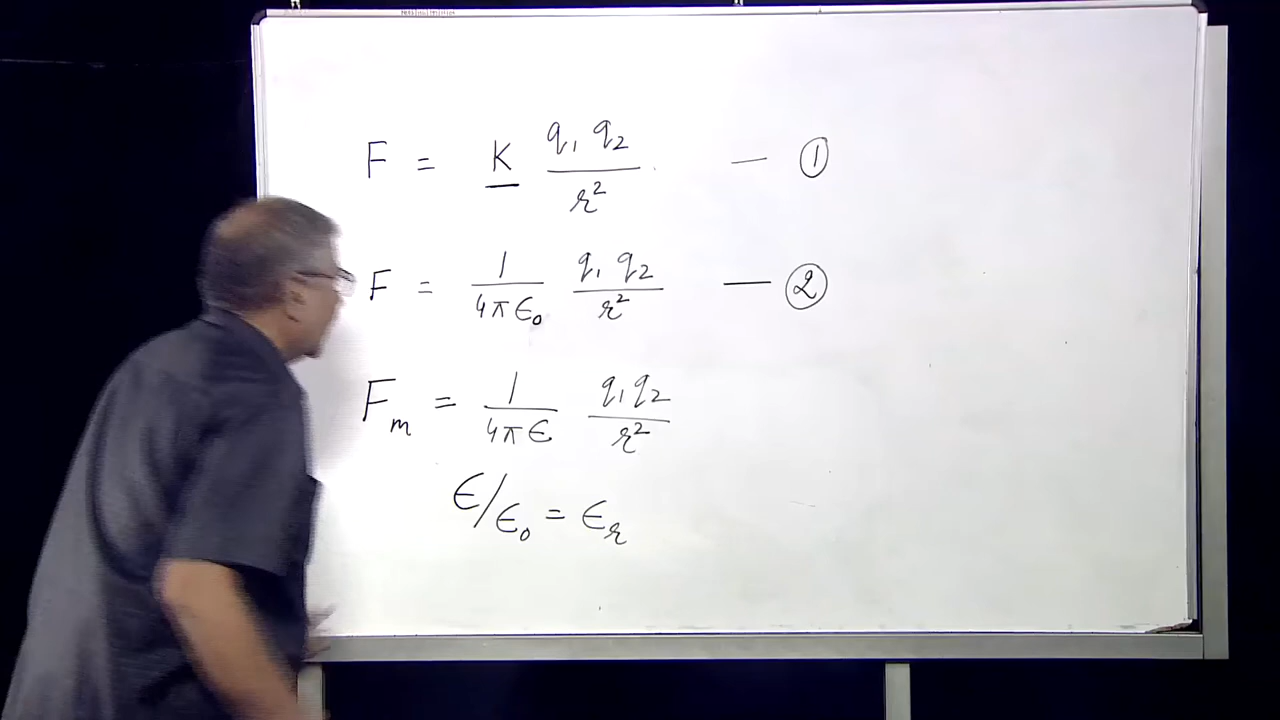 F = K q₁ q₂ / r² — ①
F = 1 / 4πϵ₀ q₁ q₂ / r² — ②
Fₘ = 1 / 4πϵ q₁ q₂ / r²
ϵ/ϵ₀ = ϵᵣ